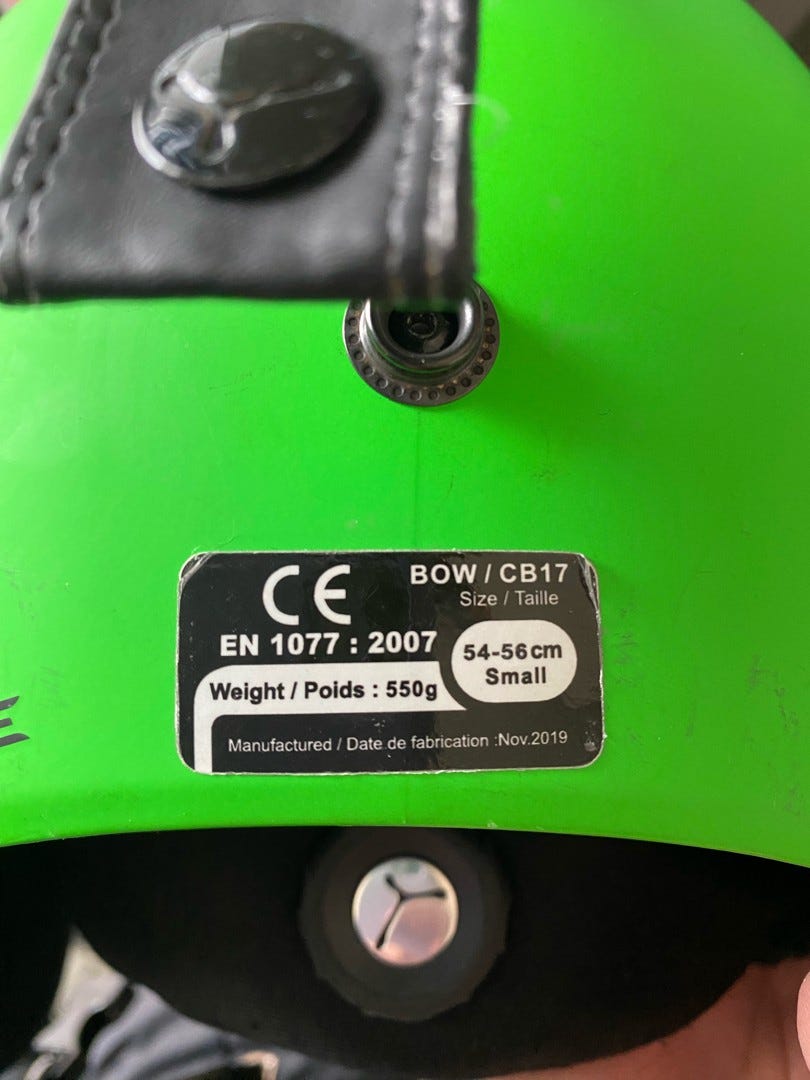 CE
BOW / CB17
Size / Taille
EN 1077 : 2007
54-56cm
Small
Weight / Poids : 550g
Manufactured / Date de fabrication :Nov.2019